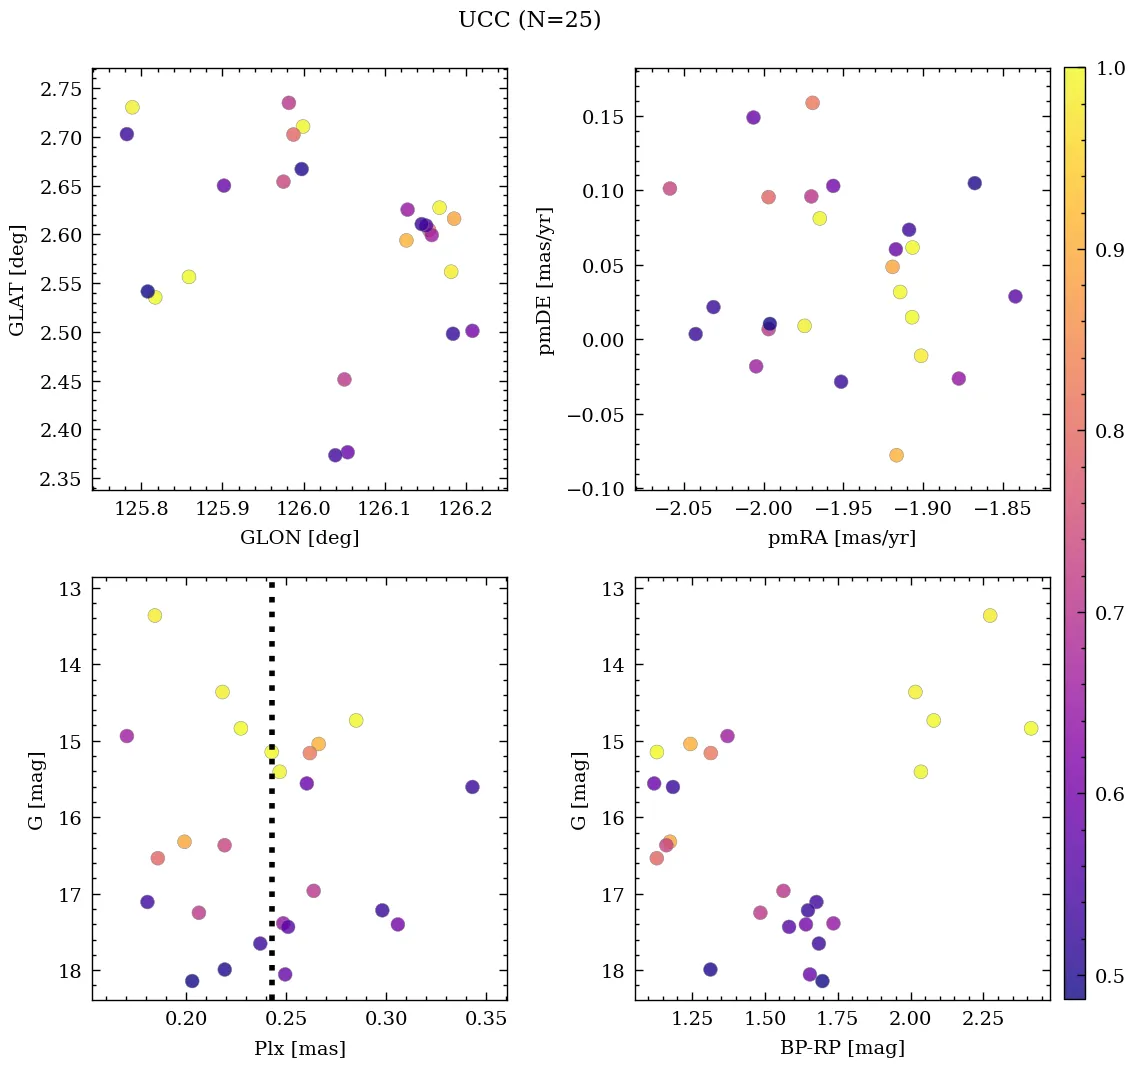 UCC (N=25)
2.75
2.70
2.65
2.60
2.55
2.50
2.45
2.40
2.35
GLAT [deg]
125.8 125.9 126.0 126.1 126.2
GLON [deg]
0.15
0.10
0.05
0.00
−0.05
−0.10
pmDE [mas/yr]
−2.05 −2.00 −1.95 −1.90 −1.85
pmRA [mas/yr]
13
14
15
16
17
18
G [mag]
0.20 0.25 0.30 0.35
Plx [mas]
13
14
15
16
17
18
G [mag]
1.25 1.50 1.75 2.00 2.25
BP-RP [mag]
1.0
0.9
0.8
0.7
0.6
0.5